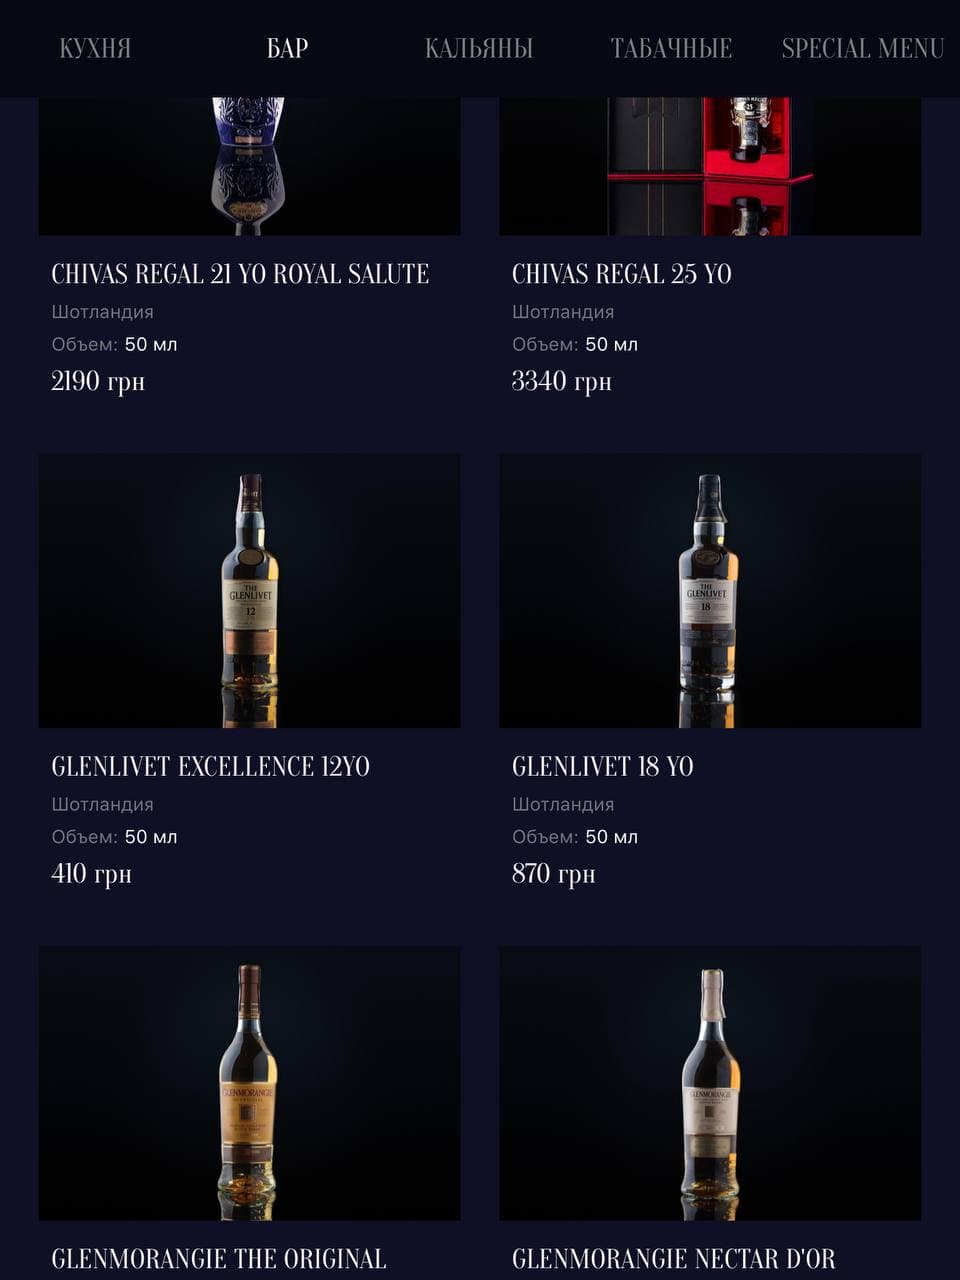 КУХНЯ БАР КАЛЬЯНЫ ТАБАЧНЫЕ SPECIAL MENU
25
CHIVAS REGAL 21 YO ROYAL SALUTE
Шотландия
Объем: 50 мл
2190 грн
CHIVAS REGAL 25 YO
Шотландия
Объем: 50 мл
3340 грн
THE
GLENLIVET
12
THE
GLENLIVET
18
GLENLIVET EXCELLENCE 12YO
Шотландия
Объем: 50 мл
410 грн
GLENLIVET 18 YO
Шотландия
Объем: 50 мл
870 грн
GLENMORANGIE
GLENMORANGIE
GLENMORANGIE THE ORIGINAL
GLENMORANGIE NECTAR D'OR